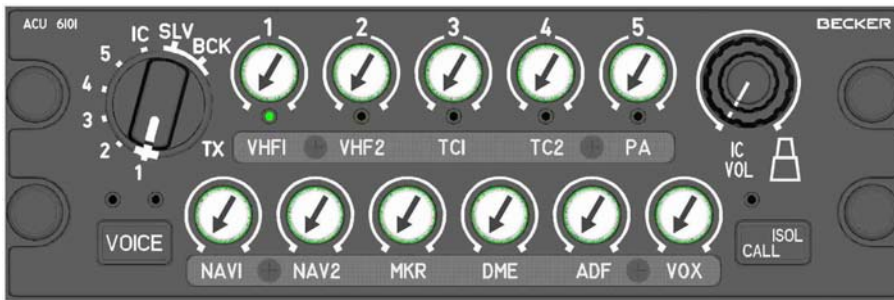 ACU 6101
BECKER
IC SLV BCK
5
4
3
2
1
TX
1 2 3 4 5
VHF1 VHF2 TC1 TC2 PA
IC
VOL
VOICE
NAV1 NAV2 MKR DME ADF VOX
ISOL
CALL